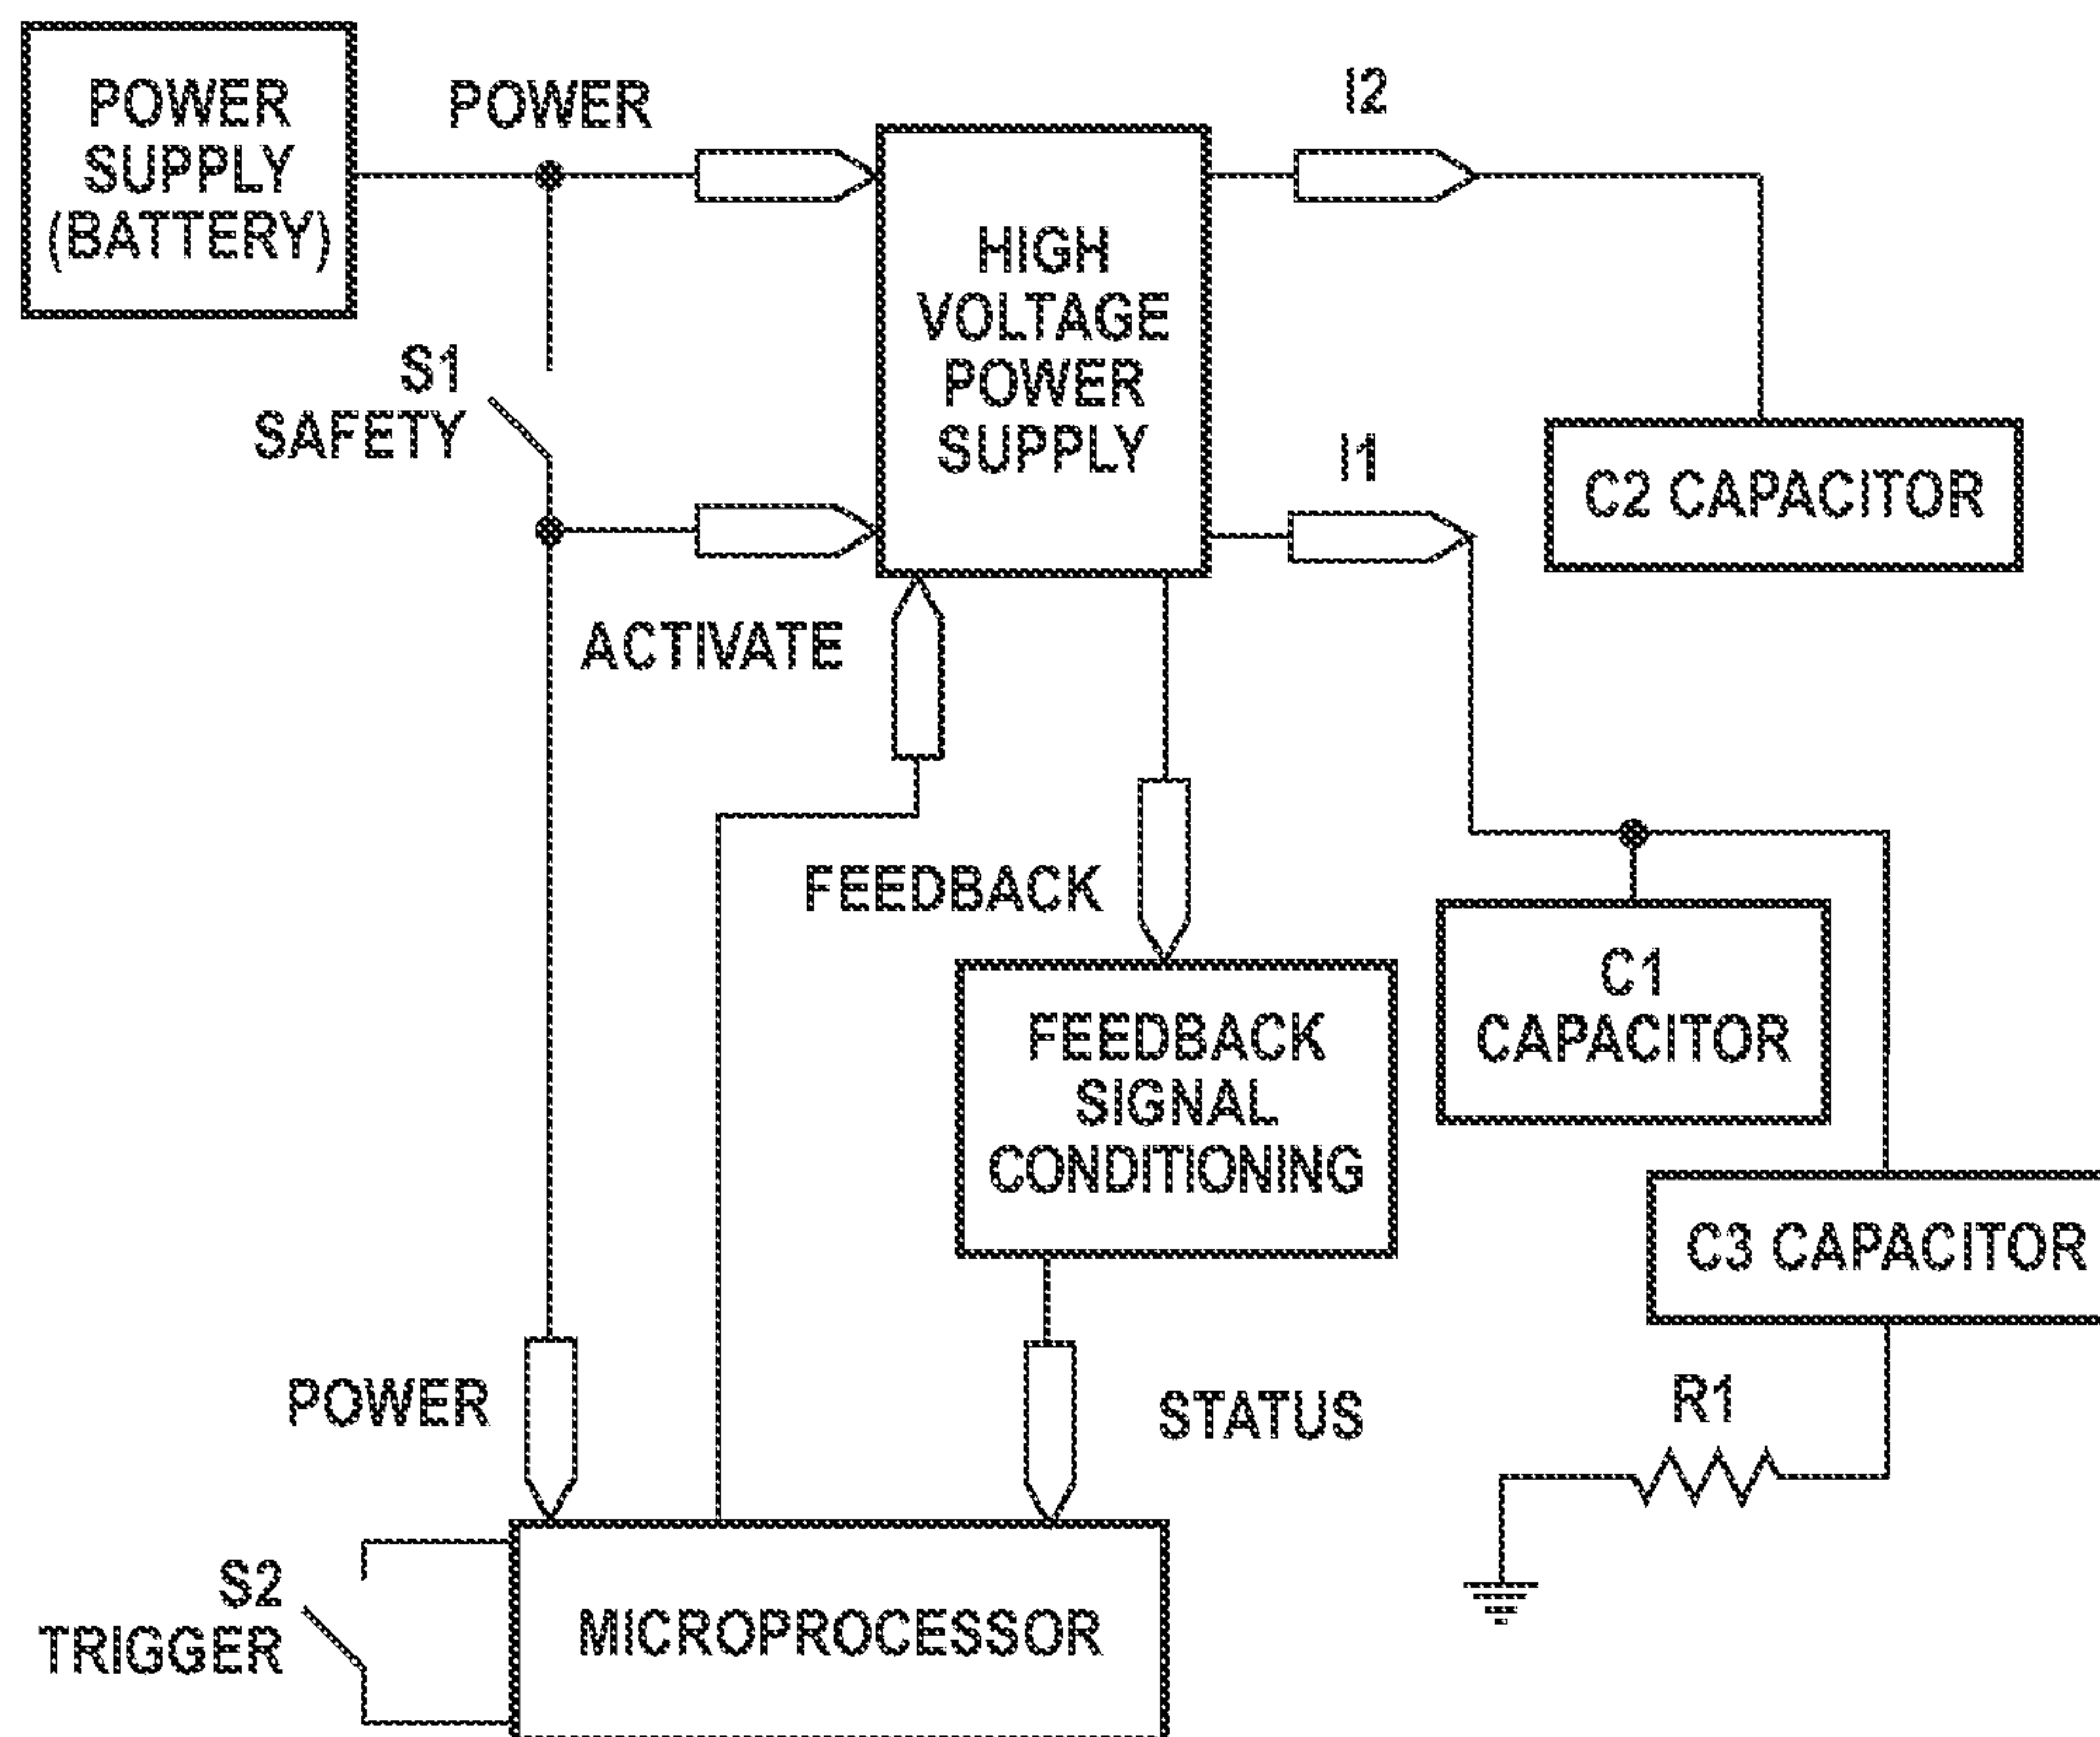 POWER
SUPPLY
(BATTERY)
POWER
I2
HIGH
VOLTAGE
POWER
SUPPLY
S1
SAFETY
I1
C2 CAPACITOR
ACTIVATE
FEEDBACK
C1
CAPACITOR
FEEDBACK
SIGNAL
CONDITIONING
C3 CAPACITOR
POWER
STATUS
R1
S2
TRIGGER
MICROPROCESSOR